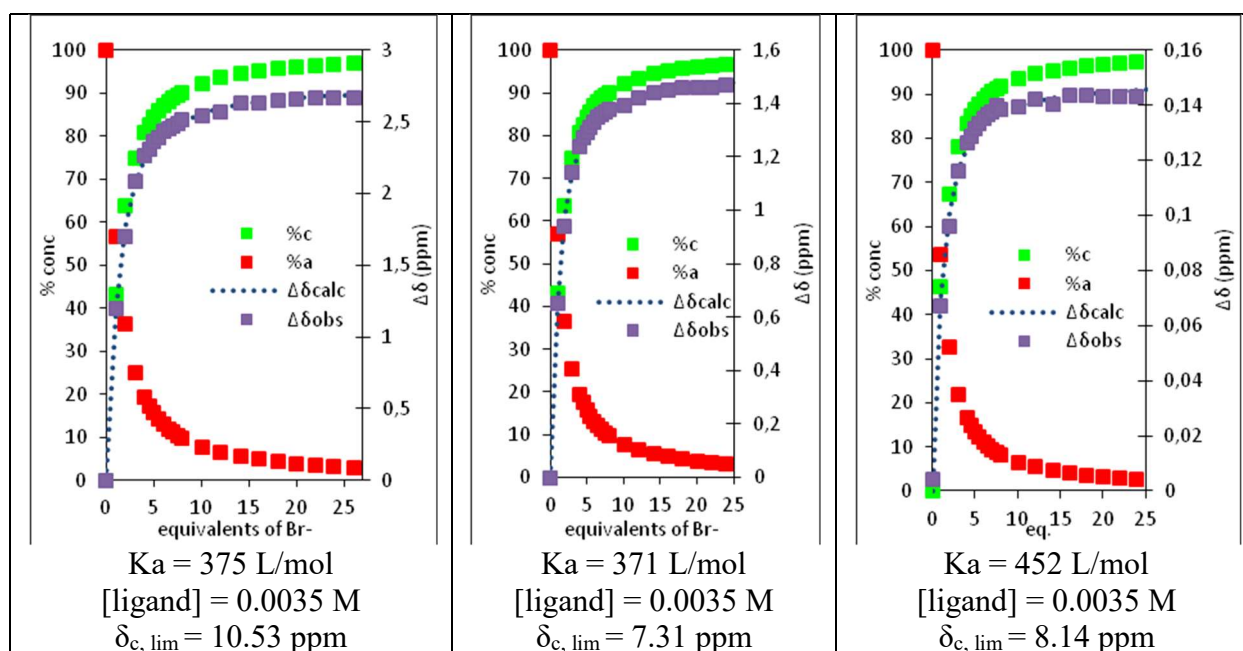 100
90
80
70
60
50
40
30
20
10
0
% conc
3
2,5
2
1,5
1
0,5
0
Δδ (ppm)
%c
%a
Δδcalc
Δδobs
0 5 10 15 20 25
equivalents of Br-
Ka = 375 L/mol
[ligand] = 0.0035 M
δc, lim = 10.53 ppm
100
90
80
70
60
50
40
30
20
10
0
% conc
1,6
1,4
1,2
1
0,8
0,6
0,4
0,2
0
Δδ (ppm)
%c
%a
Δδcalc
Δδobs
0 5 10 15 20 25
equivalents of Br-
Ka = 371 L/mol
[ligand] = 0.0035 M
δc, lim = 7.31 ppm
100
90
80
70
60
50
40
30
20
10
0
% conc
0,16
0,14
0,12
0,1
0,08
0,06
0,04
0,02
0
Δδ (ppm)
%c
%a
Δδcalc
Δδobs
0 5 10 15 20 25
eq.
Ka = 452 L/mol
[ligand] = 0.0035 M
δc, lim = 8.14 ppm